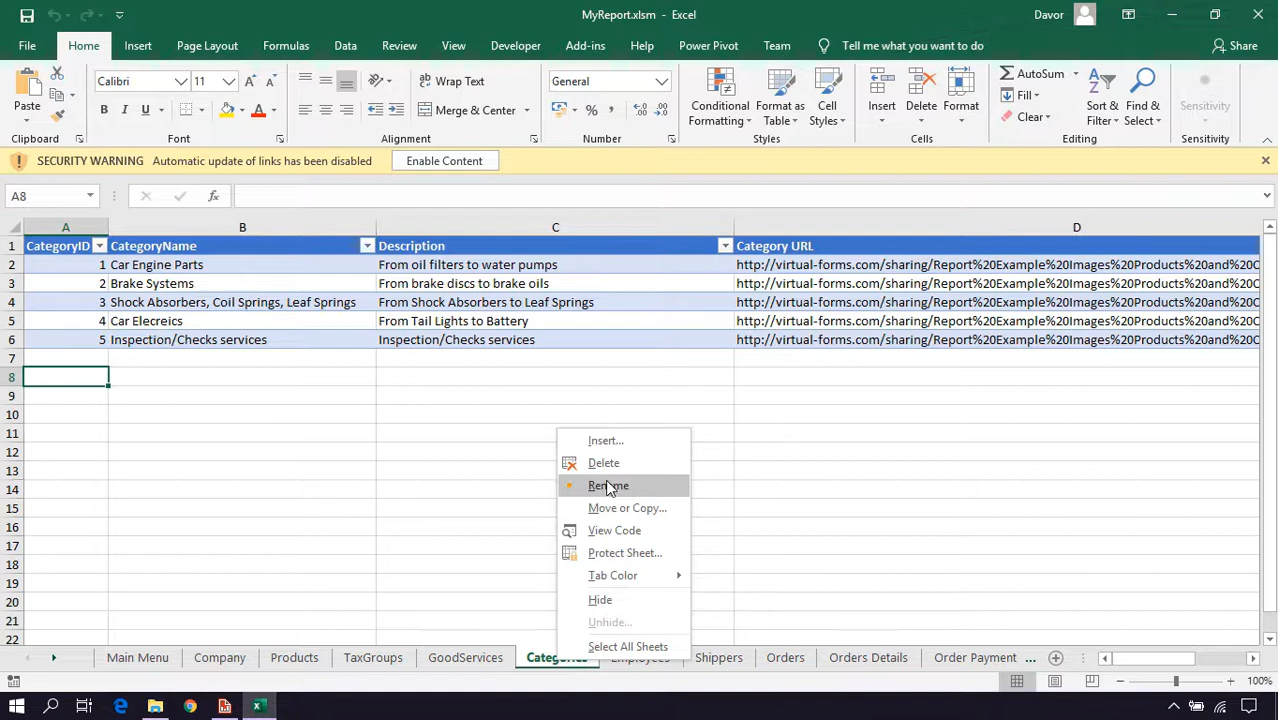 MyReport.xlsm - Excel
Davor
File Home Insert Page Layout Formulas Data Review View Developer Add-ins Help Power Pivot Team Tell me what you want to do Share
Paste
Clipboard
Calibri 11
B I U
Font
Wrap Text
Merge & Center
Alignment
General
Number
Conditional Formatting
Format as Table
Cell Styles
Styles
Insert Delete Format
Cells
AutoSum
Fill
Clear
Sort & Filter
Find & Select
Editing
Sensitivity
Sensitivity
SECURITY WARNING Automatic update of links has been disabled Enable Content
A8 fx
A B C D
1 CategoryID CategoryName Description Category URL
2 1 Car Engine Parts From oil filters to water pumps http://virtual-forms.com/sharing/Report%20Example%20Images%20Products%20and%20C
3 2 Brake Systems From brake discs to brake oils http://virtual-forms.com/sharing/Report%20Example%20Images%20Products%20and%20C
4 3 Shock Absorbers, Coil Springs, Leaf Springs From Shock Absorbers to Leaf Springs http://virtual-forms.com/sharing/Report%20Example%20Images%20Products%20and%20C
5 4 Car Elecreics From Tail Lights to Battery http://virtual-forms.com/sharing/Report%20Example%20Images%20Products%20and%20C
6 5 Inspection/Checks services Inspection/Checks services http://virtual-forms.com/sharing/Report%20Example%20Images%20Products%20and%20C
7
8
9
10
11
12
13
14
15
16
17
18
19
20
21
22
Insert...
Delete
Rename
Move or Copy...
View Code
Protect Sheet...
Tab Color
Hide
Unhide...
Select All Sheets
Main Menu Company Products TaxGroups GoodServices Categories Employees Shippers Orders Orders Details Order Payment ...
100%